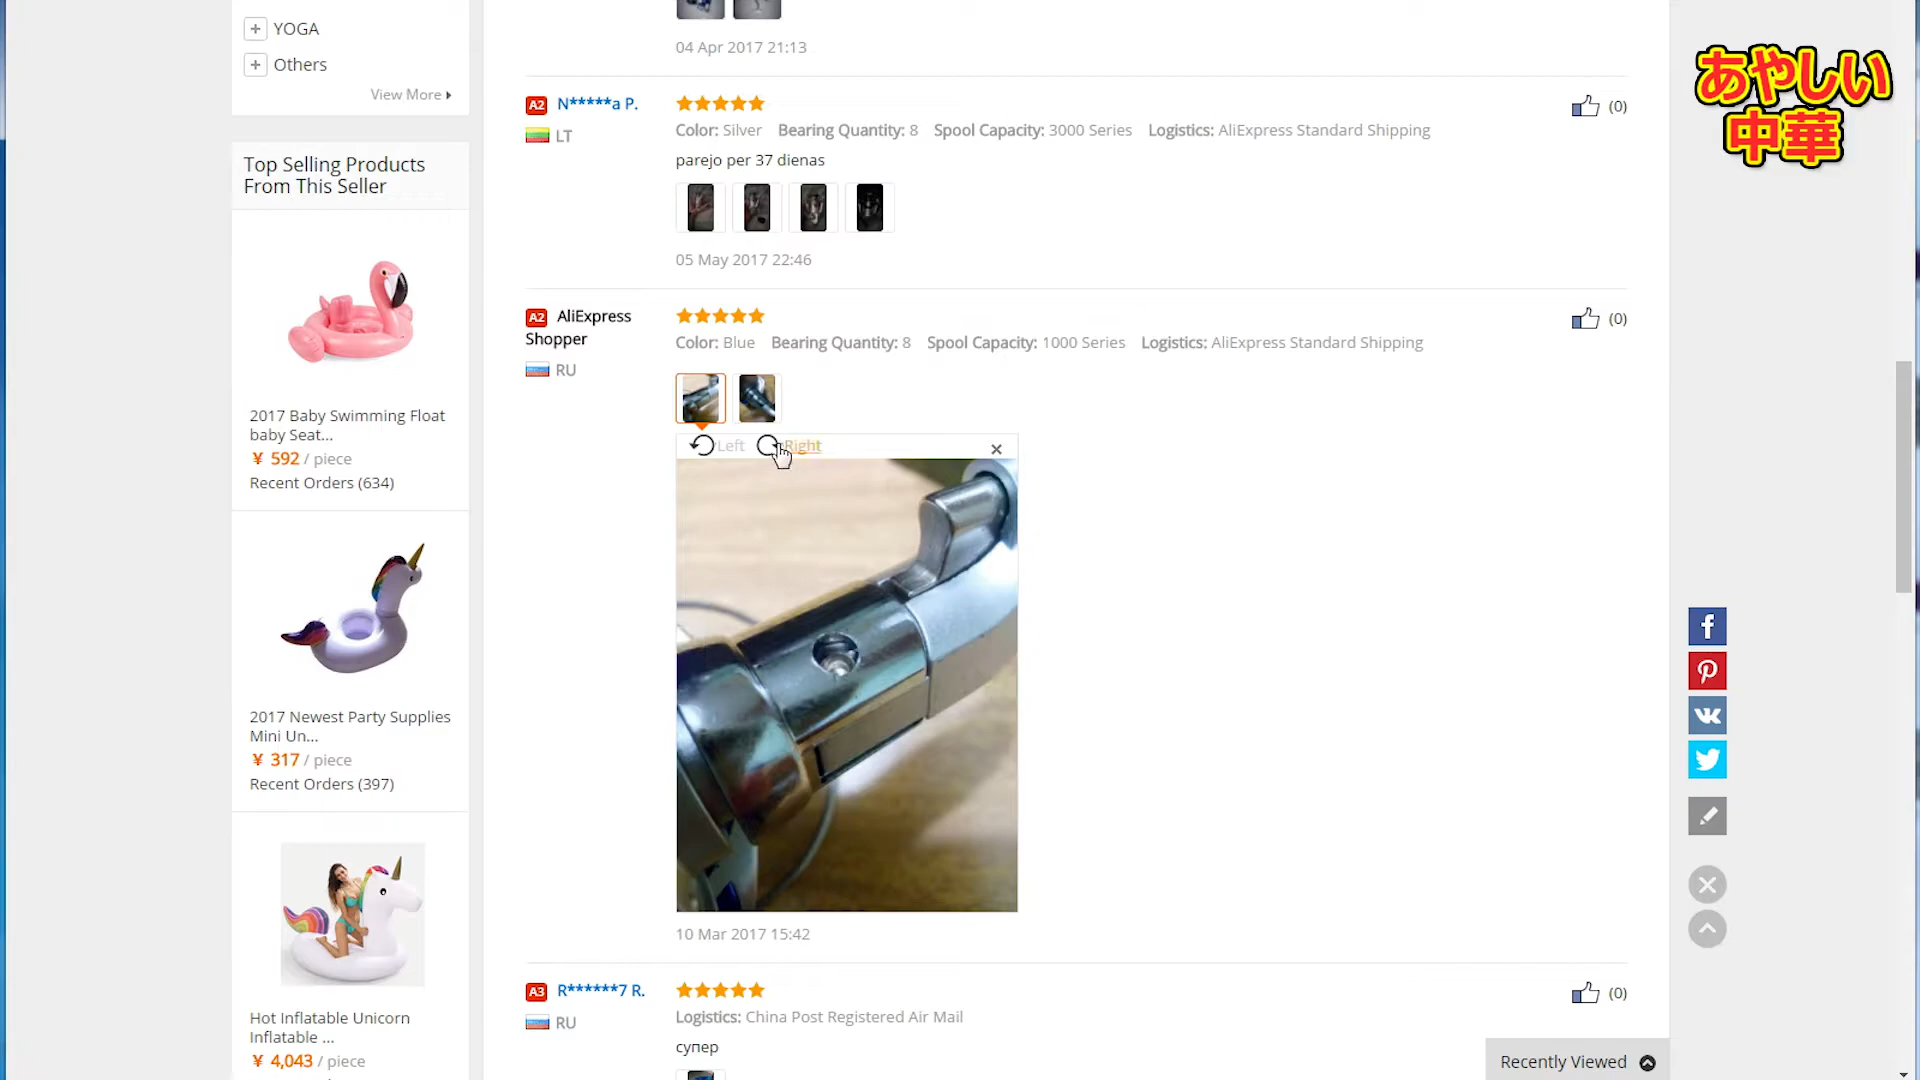 YOGA
Others
View More
Top Selling Products
From This Seller
2017 Baby Swimming Float
baby Seat...
¥ 592 / piece
Recent Orders (634)
2017 Newest Party Supplies
Mini Un...
¥ 317 / piece
Recent Orders (397)
Hot Inflatable Unicorn
Inflatable ...
¥ 4,043 / piece
04 Apr 2017 21:13
A2 N*****a P.
LT
(0)
Color: Silver Bearing Quantity: 8 Spool Capacity: 3000 Series Logistics: AliExpress Standard Shipping
parejo per 37 dienas
05 May 2017 22:46
A2 AliExpress
Shopper
RU
(0)
Color: Blue Bearing Quantity: 8 Spool Capacity: 1000 Series Logistics: AliExpress Standard Shipping
Left Right
10 Mar 2017 15:42
A3 R******7 R.
RU
(0)
Logistics: China Post Registered Air Mail
супер
Recently Viewed
あやしい
中華